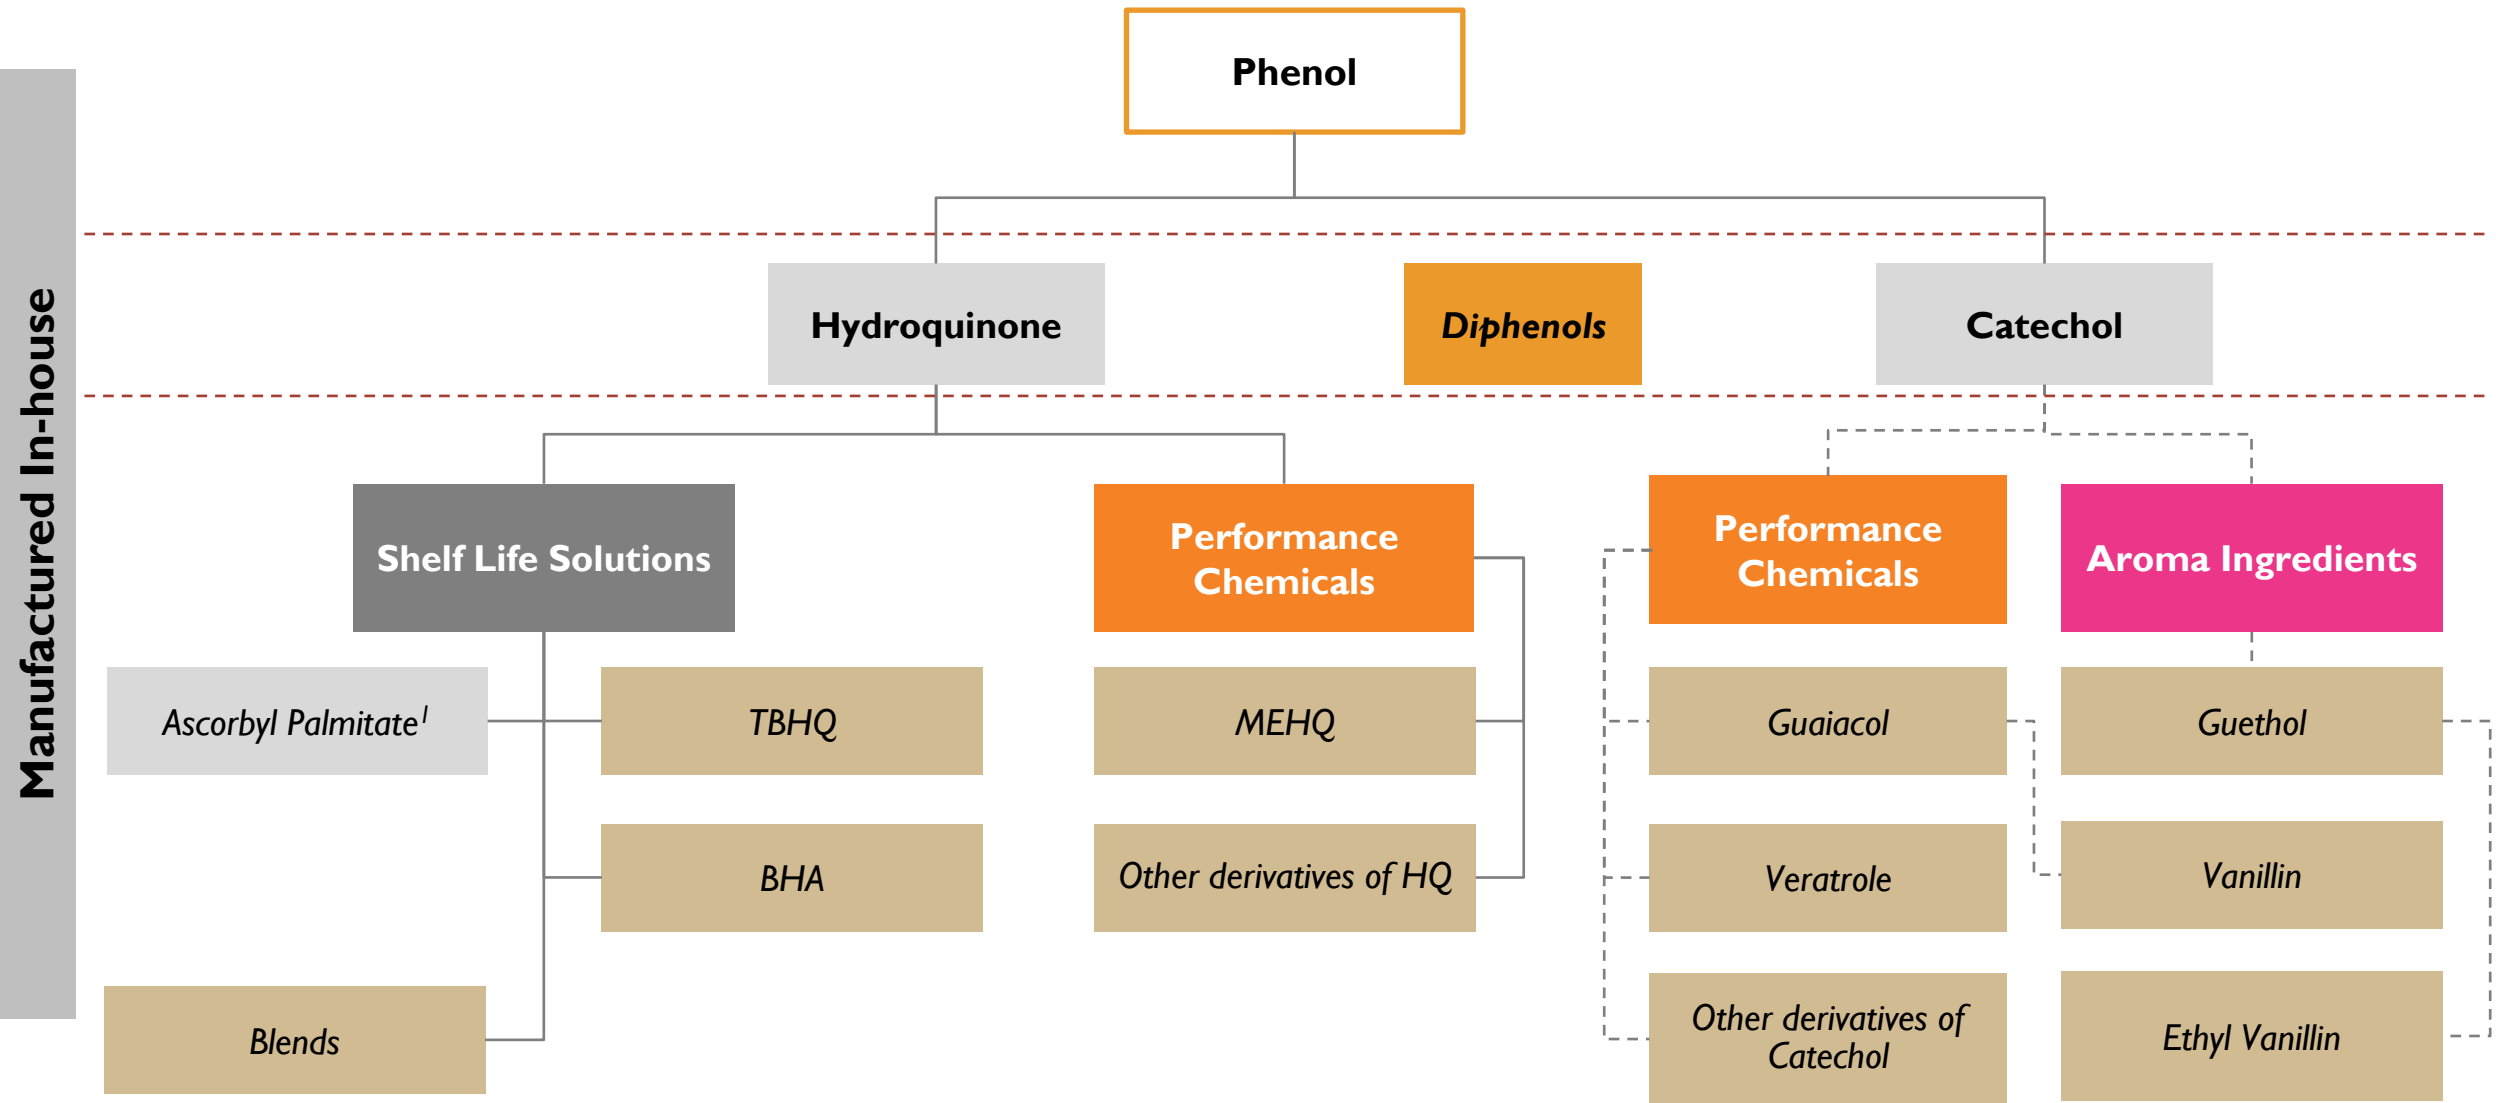 Phenol
Manufactured In-house
Hydroquinone
Diphenols
Catechol
Shelf Life Solutions
Performance
Chemicals
Performance
Chemicals
Aroma Ingredients
Ascorbyl Palmitate¹
TBHQ
MEHQ
Guaiacol
Guethol
BHA
Other derivatives of HQ
Veratrole
Vanillin
Blends
Other derivatives of
Catechol
Ethyl Vanillin